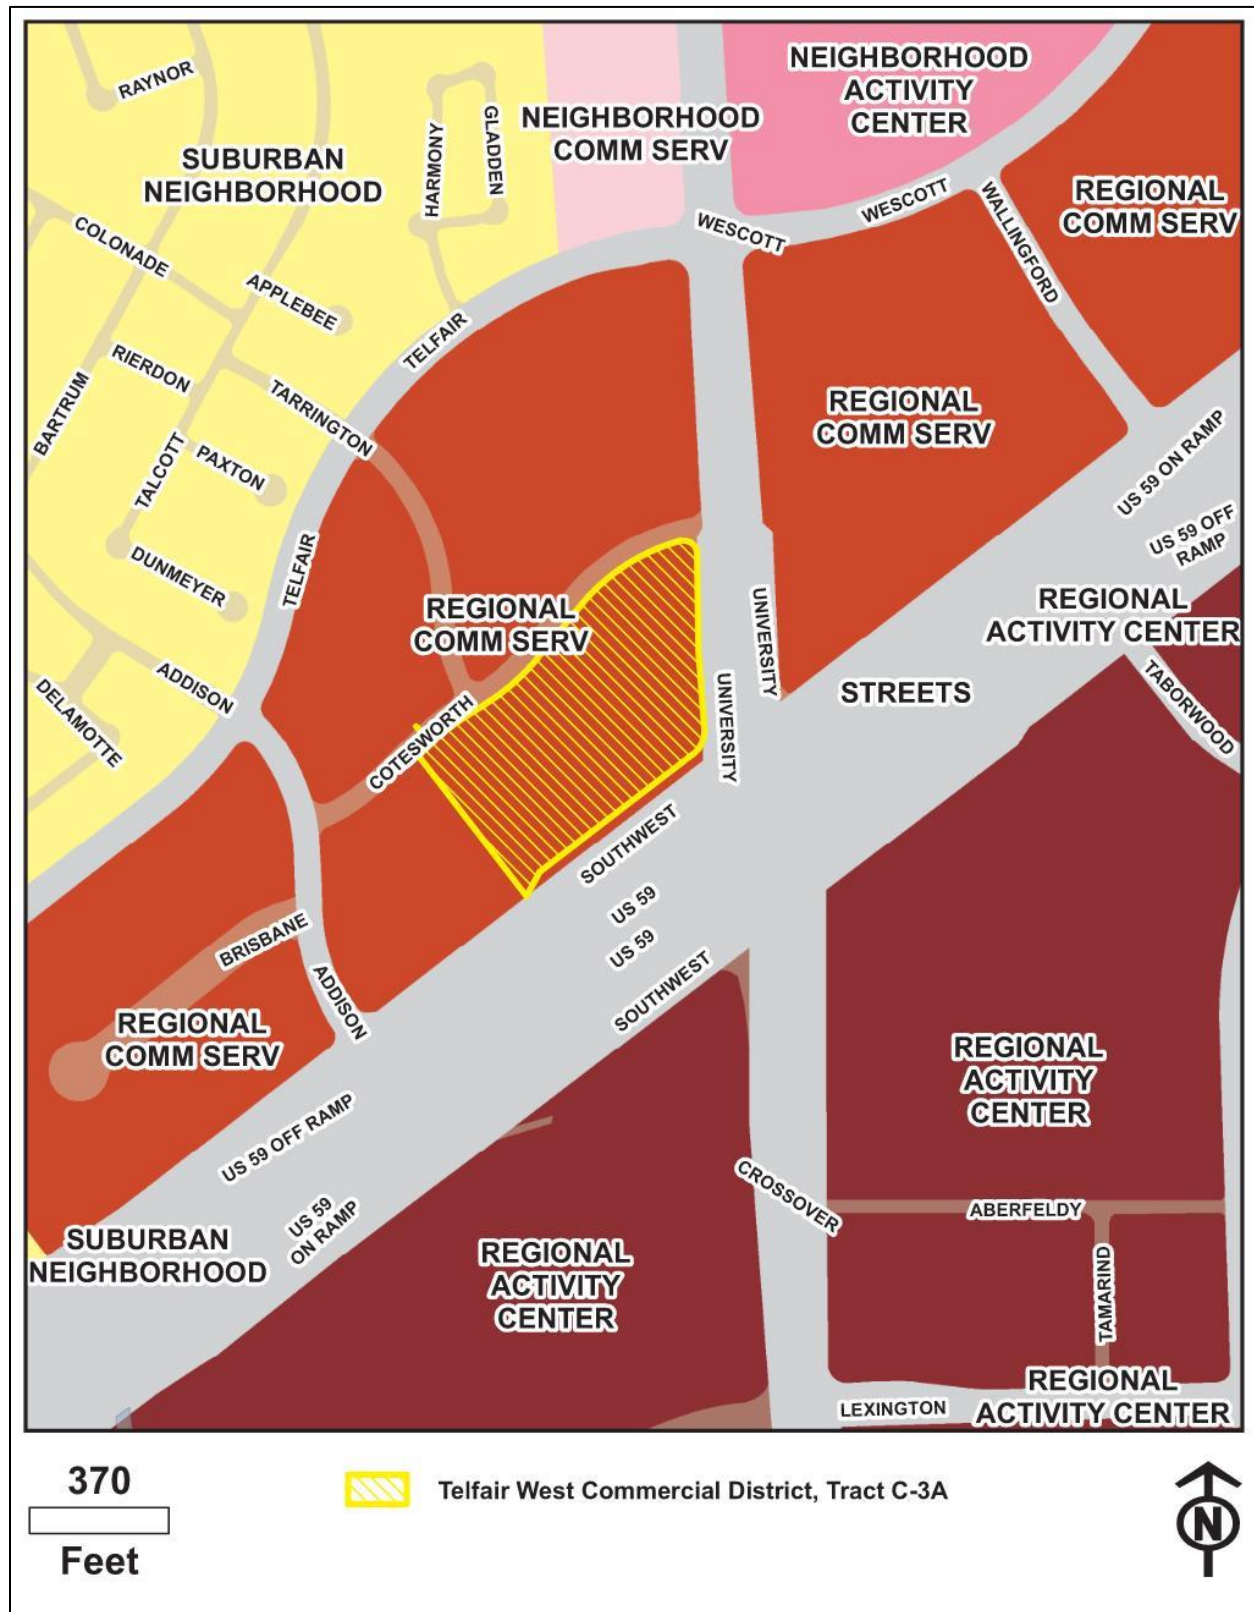 RAYNOR
HARMONY
GLADDEN
NEIGHBORHOOD
COMM SERV
NEIGHBORHOOD
ACTIVITY
CENTER
SUBURBAN
NEIGHBORHOOD
REGIONAL
COMM SERV
WESCOTT
WESCOTT
WALLINGFORD
COLONADE
APPLEBEE
TELFAIR
RIERDON
BARTRUM
TARRINGTON
TALCOTT
PAXTON
REGIONAL
COMM SERV
US 59 ON RAMP
US 59 OFF
RAMP
DUNMEYER
TELFAIR
REGIONAL
COMM SERV
UNIVERSITY
REGIONAL
ACTIVITY CENTER
ADDISON
DELAMOTTE
COTESWORTH
UNIVERSITY
STREETS
TABORWOOD
SOUTHWEST
US 59
US 59
SOUTHWEST
BRISBANE
ADDISON
REGIONAL
COMM SERV
REGIONAL
ACTIVITY
CENTER
US 59 OFF RAMP
US 59
ON RAMP
CROSSOVER
ABERFELDY
SUBURBAN
NEIGHBORHOOD
REGIONAL
ACTIVITY
CENTER
TAMARIND
LEXINGTON
REGIONAL
ACTIVITY CENTER
370
Feet
Telfair West Commercial District, Tract C-3A
N